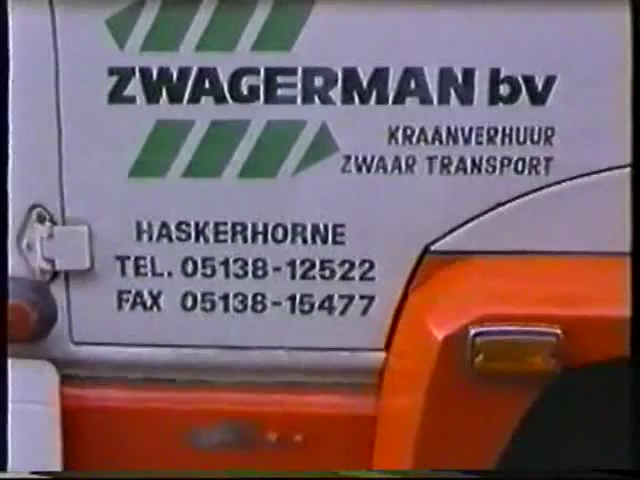 ZWAGERMAN bv
KRAANVERHUUR
ZWAAR TRANSPORT
HASKERHORNE
TEL. 05138-12522
FAX 05138-15477